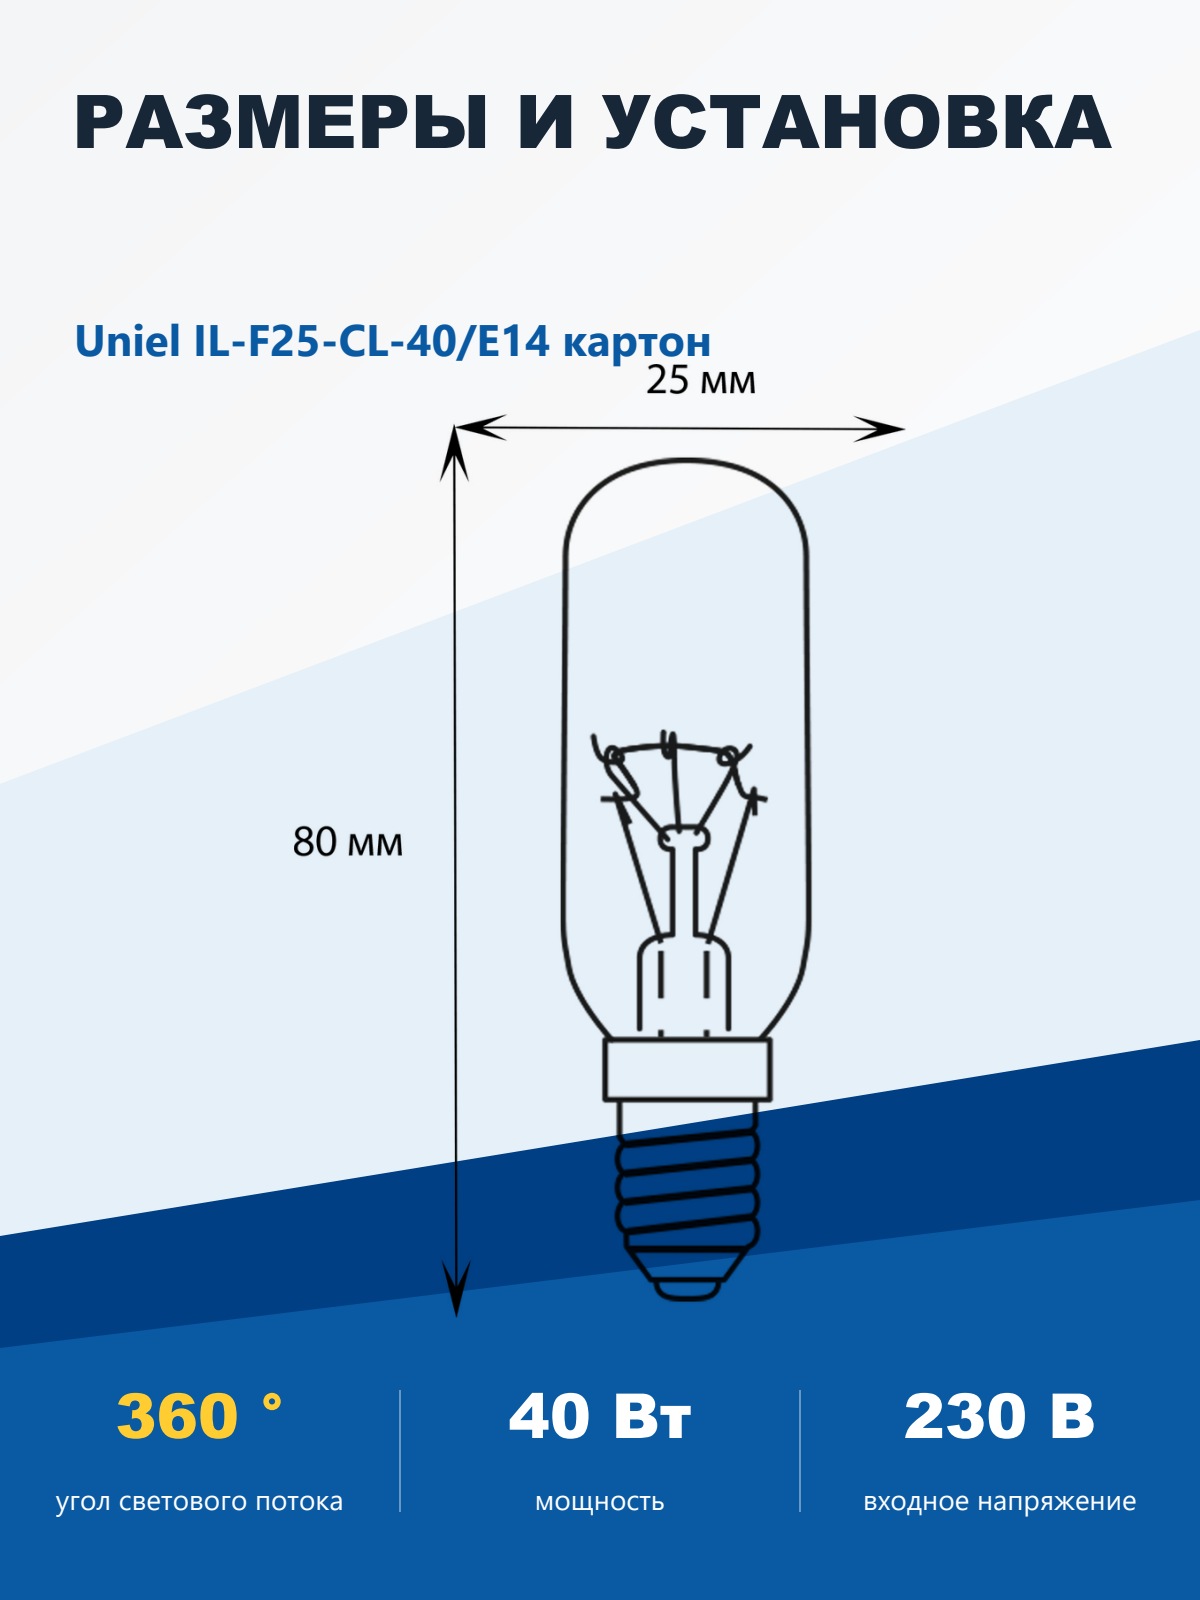 РАЗМЕРЫ И УСТАНОВКА
Uniel IL-F25-CL-40/E14 картон
25 мм
80 мм
360 °
40 Вт
230 В
угол светового потока
мощность
входное напряжение